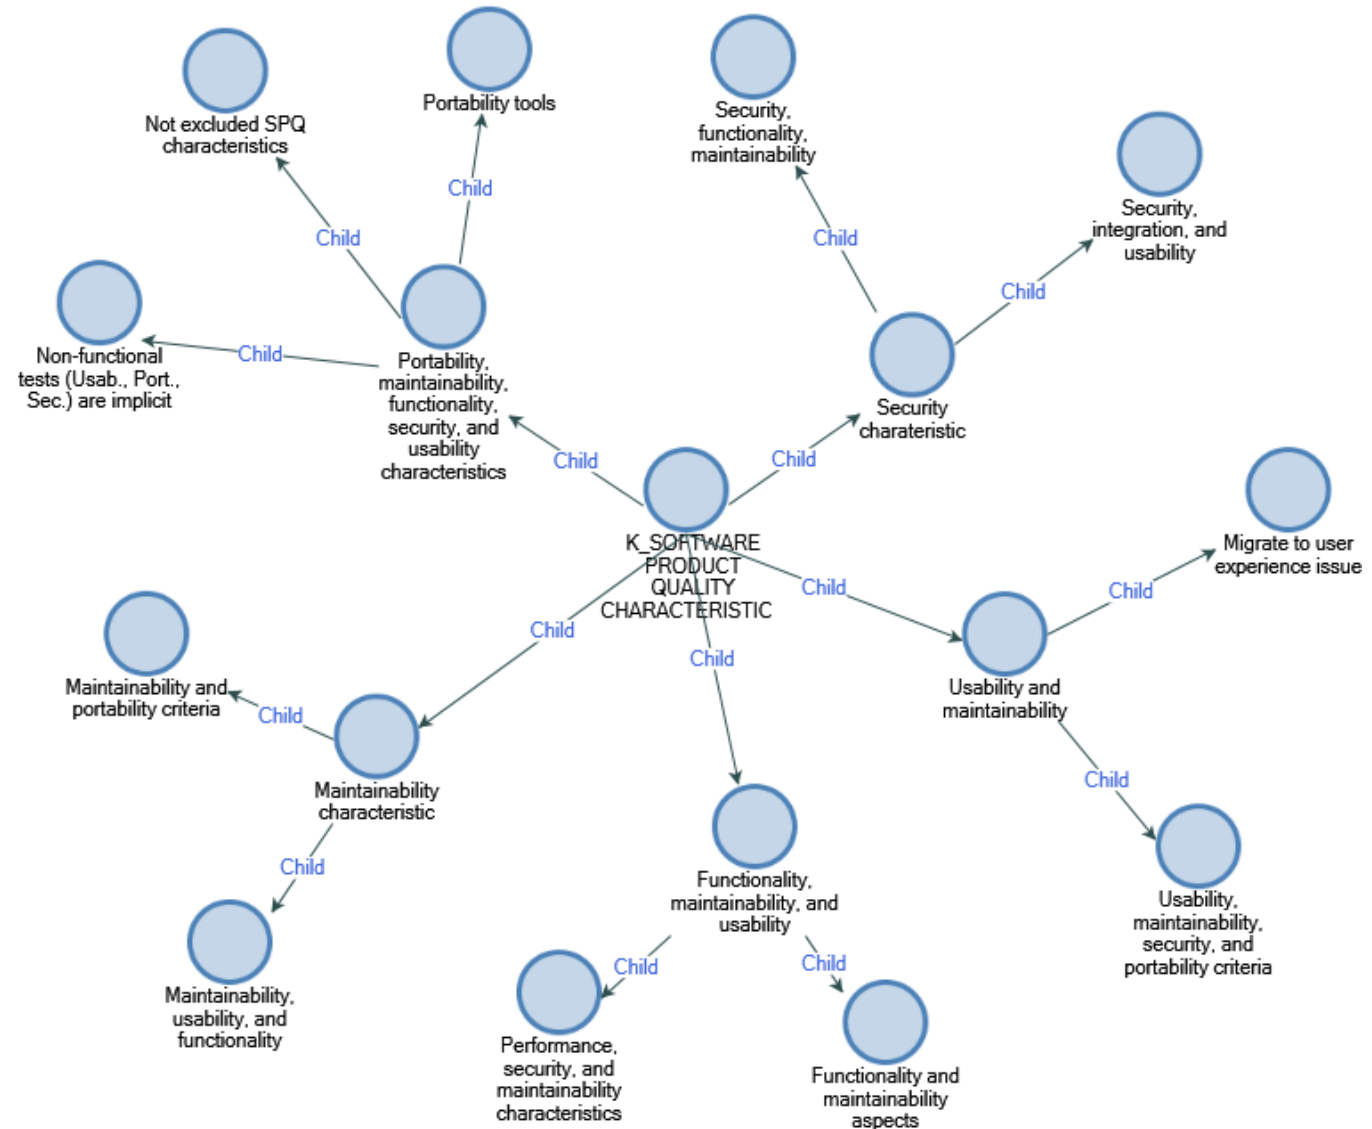 Not excluded SPQ
characteristics
Portability tools
Security,
functionality,
maintainability
Security,
integration, and
usability
Child
Child
Child
Child
Child
Non-functional
tests (Usab., Port.,
Sec.) are implicit
Portability,
maintainability,
functionality,
security, and
usability
characteristics
Security
charateristic
Child
Child
K_SOFTWARE
PRODUCT
QUALITY
CHARACTERISTIC
Migrate to user
experience issue
Child
Child
Child
Child
Maintainability and
portability criteria
Child
Usability and
maintainability
Maintainability
characteristic
Child
Child
Functionality,
maintainability, and
usability
Usability,
maintainability,
security, and
portability criteria
Child
Child
Maintainability,
usability, and
functionality
Performance,
security, and
maintainability
characteristics
Functionality and
maintainability
aspects